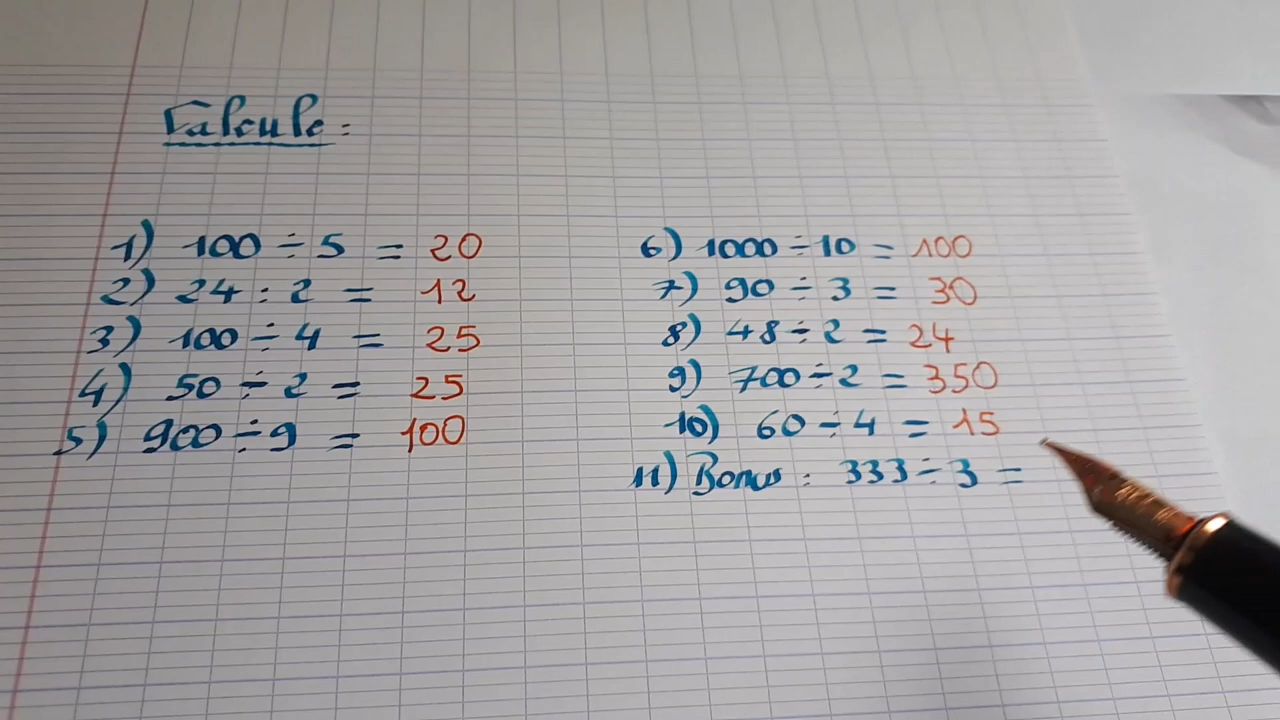 Calcule :
1) 100 ÷ 5 = 20
2) 24 : 2 = 12
3) 100 ÷ 4 = 25
4) 50 ÷ 2 = 25
5) 900 ÷ 9 = 100
6) 1000 ÷ 10 = 100
7) 90 ÷ 3 = 30
8) 48 ÷ 2 = 24
9) 700 ÷ 2 = 350
10) 60 ÷ 4 = 15
11) Bonus : 333 ÷ 3 =